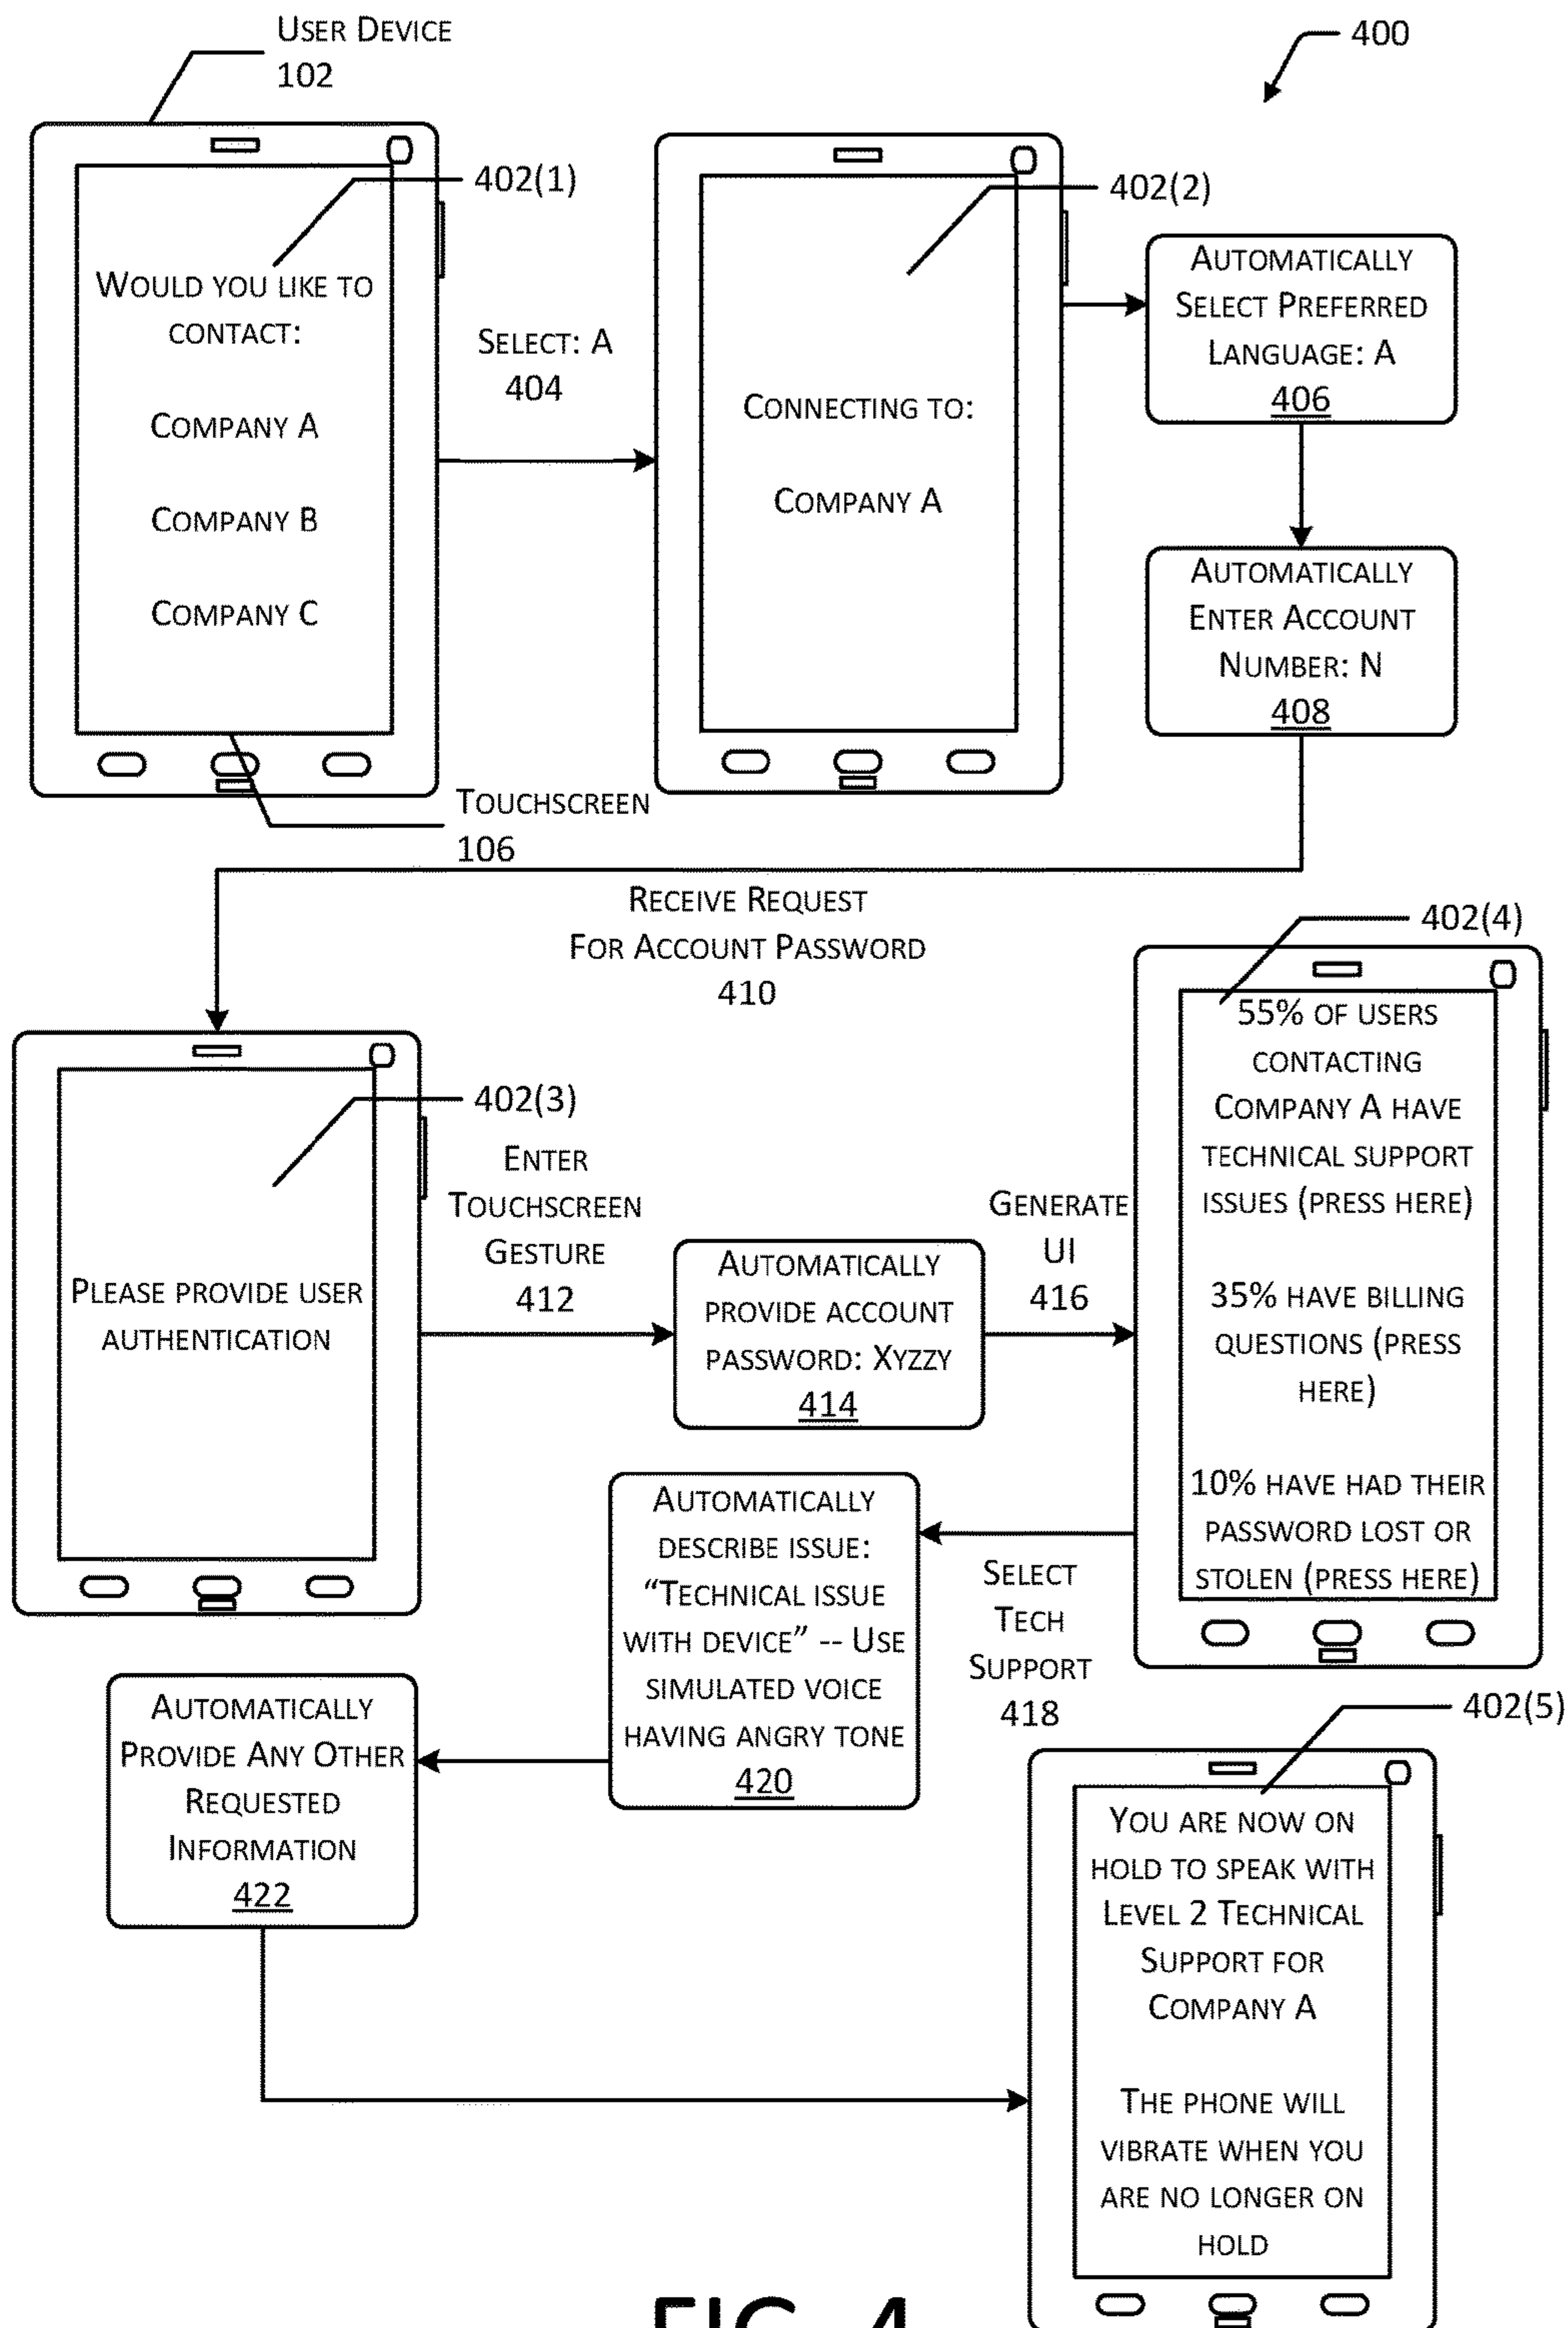 USER DEVICE
102
400
402(1)
WOULD YOU LIKE TO
CONTACT:
COMPANY A
COMPANY B
COMPANY C
TOUCHSCREEN
106
SELECT: A
404
402(2)
CONNECTING TO:
COMPANY A
AUTOMATICALLY
SELECT PREFERRED
LANGUAGE: A
406
AUTOMATICALLY
ENTER ACCOUNT
NUMBER: N
408
RECEIVE REQUEST
FOR ACCOUNT PASSWORD
410
402(3)
PLEASE PROVIDE USER
AUTHENTICATION
ENTER
TOUCHSCREEN
GESTURE
412
AUTOMATICALLY
PROVIDE ACCOUNT
PASSWORD: XYZZY
414
GENERATE
UI
416
402(4)
55% OF USERS
CONTACTING
COMPANY A HAVE
TECHNICAL SUPPORT
ISSUES (PRESS HERE)
35% HAVE BILLING
QUESTIONS (PRESS
HERE)
10% HAVE HAD THEIR
PASSWORD LOST OR
STOLEN (PRESS HERE)
SELECT
TECH
SUPPORT
418
AUTOMATICALLY
DESCRIBE ISSUE:
“TECHNICAL ISSUE
WITH DEVICE” -- USE
SIMULATED VOICE
HAVING ANGRY TONE
420
AUTOMATICALLY
PROVIDE ANY OTHER
REQUESTED
INFORMATION
422
402(5)
YOU ARE NOW ON
HOLD TO SPEAK WITH
LEVEL 2 TECHNICAL
SUPPORT FOR
COMPANY A
THE PHONE WILL
VIBRATE WHEN YOU
ARE NO LONGER ON
HOLD
FIG. 4